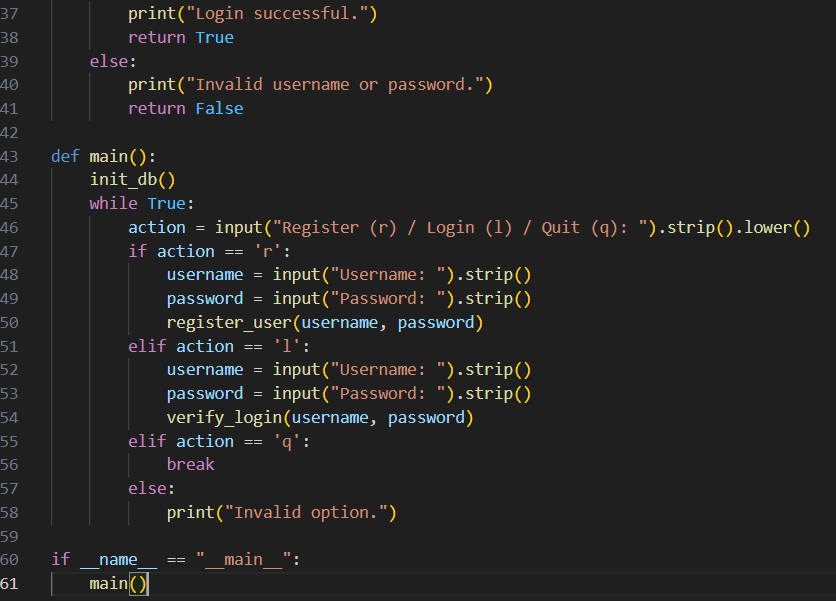 37 print("Login successful.")
38 return True
39 else:
40 print("Invalid username or password.")
41 return False
42
43 def main():
44 init_db()
45 while True:
46 action = input("Register (r) / Login (l) / Quit (q): ").strip().lower()
47 if action == 'r':
48 username = input("Username: ").strip()
49 password = input("Password: ").strip()
50 register_user(username, password)
51 elif action == 'l':
52 username = input("Username: ").strip()
53 password = input("Password: ").strip()
54 verify_login(username, password)
55 elif action == 'q':
56 break
57 else:
58 print("Invalid option.")
59
60 if __name__ == "__main__":
61 main()